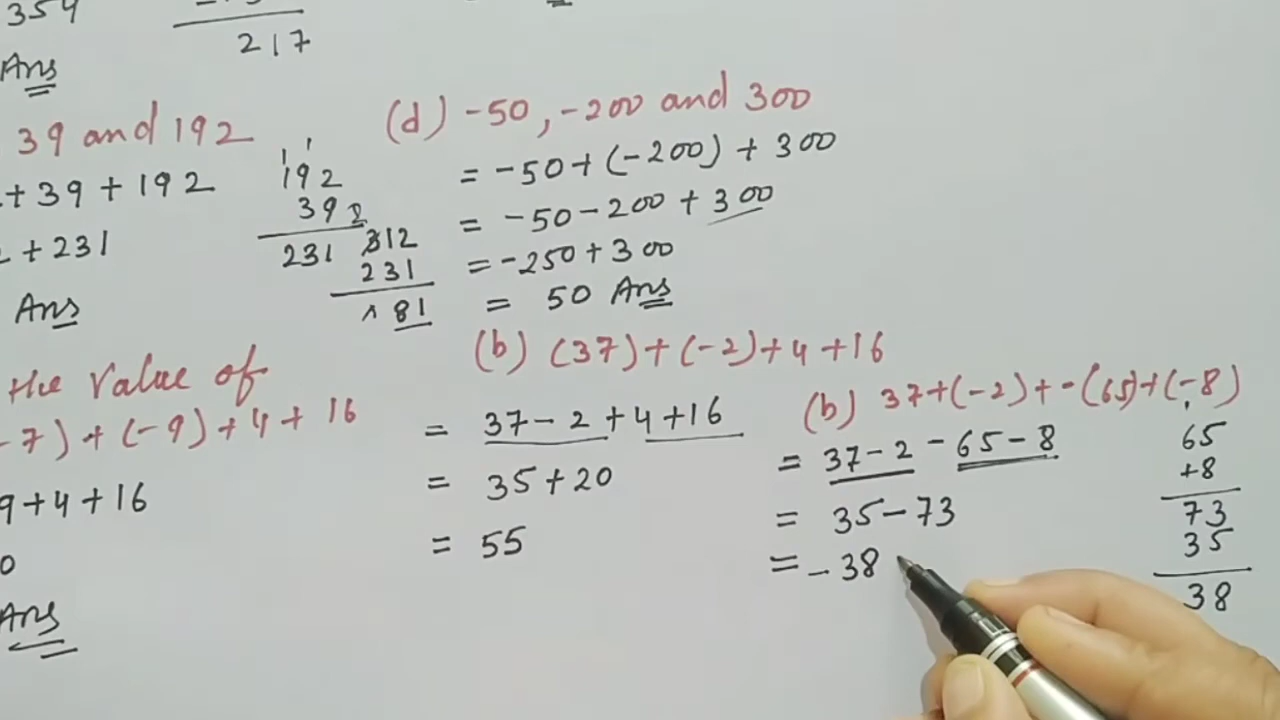 354
217
Ans
39 and 192
+ 39 + 192
+ 231
Ans
192
39
231
312
231
81
(d) -50, -200 and 300
= -50 + (-200) + 300
= -50 - 200 + 300
= -250 + 300
= 50 Ans
the value of
-7) + (-9) + 4 + 16
9 + 4 + 16
0
Ans
(b) (37) + (-2) + 4 + 16
= 37 - 2 + 4 + 16
= 35 + 20
= 55
(b) 37 + (-2) + -(65) + (-8)
= 37 - 2 - 65 - 8
= 35 - 73
= - 38
65
+8
73
35
38